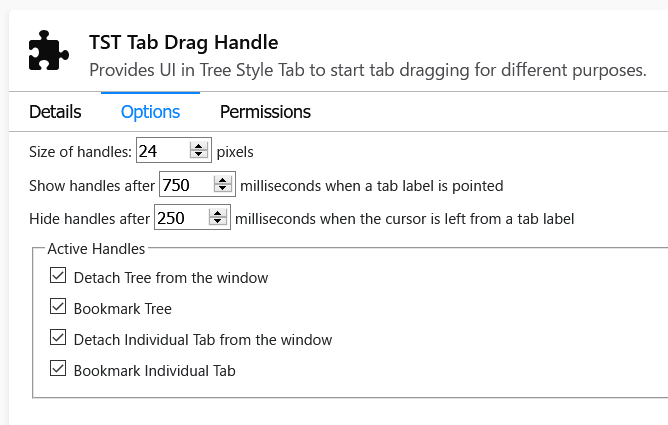 TST Tab Drag Handle
Provides UI in Tree Style Tab to start tab dragging for different purposes.
Details Options Permissions
Size of handles: 24 pixels
Show handles after 750 milliseconds when a tab label is pointed
Hide handles after 250 milliseconds when the cursor is left from a tab label
Active Handles
Detach Tree from the window
Bookmark Tree
Detach Individual Tab from the window
Bookmark Individual Tab